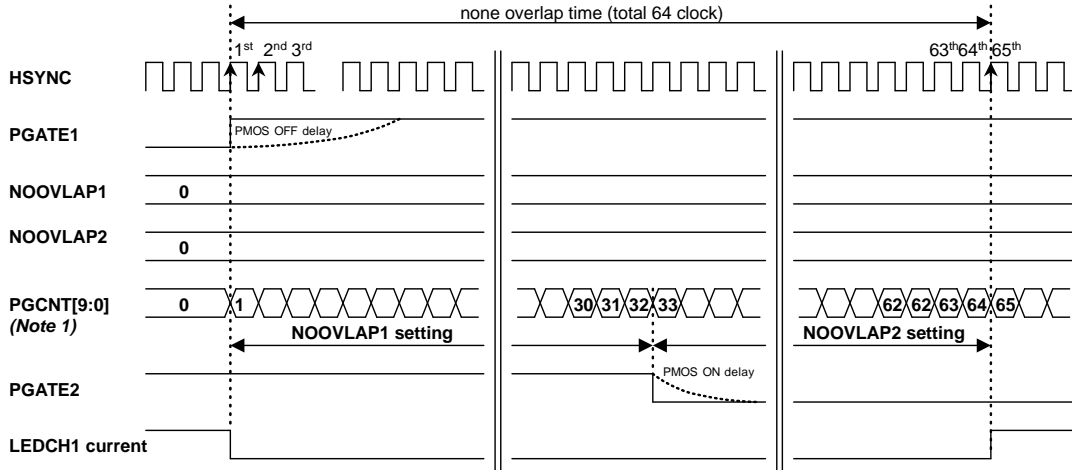 none overlap time (total 64 clock)
1st 2nd 3rd 63th 64th 65th
HSYNC
PGATE1 PMOS OFF delay
NOOVLAP1 0
NOOVLAP2 0
PGCNT[9:0] 0 1 30 31 32 33 62 62 63 64 65
(Note 1) NOOVLAP1 setting NOOVLAP2 setting
PMOS ON delay
PGATE2
LEDCH1 current